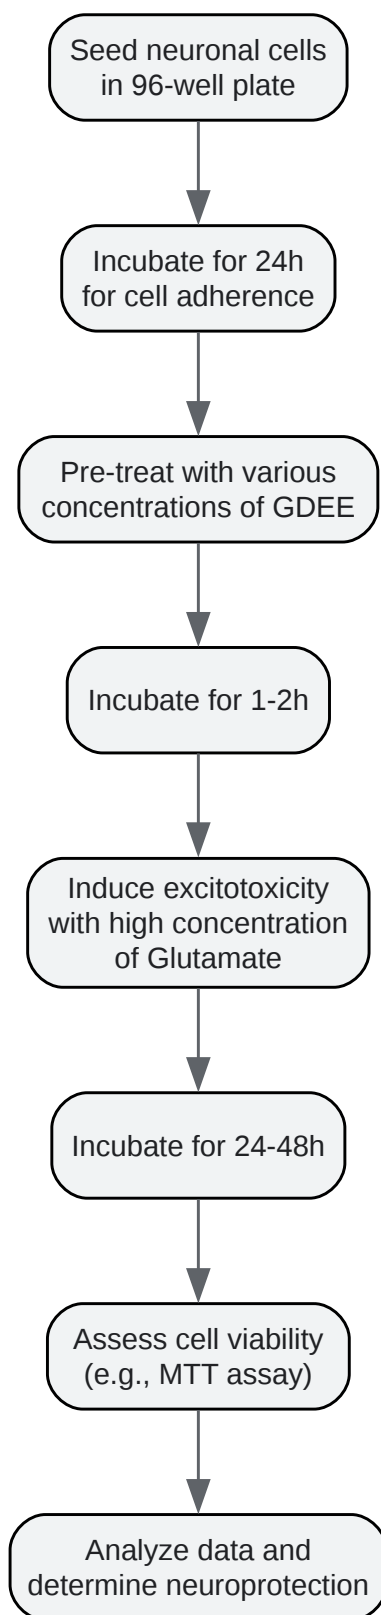 Seed neuronal cells
in 96-well plate
Incubate for 24h
for cell adherence
Pre-treat with various
concentrations of GDEE
Incubate for 1-2h
Induce excitotoxicity
with high concentration
of Glutamate
Incubate for 24-48h
Assess cell viability
(e.g., MTT assay)
Analyze data and
determine neuroprotection